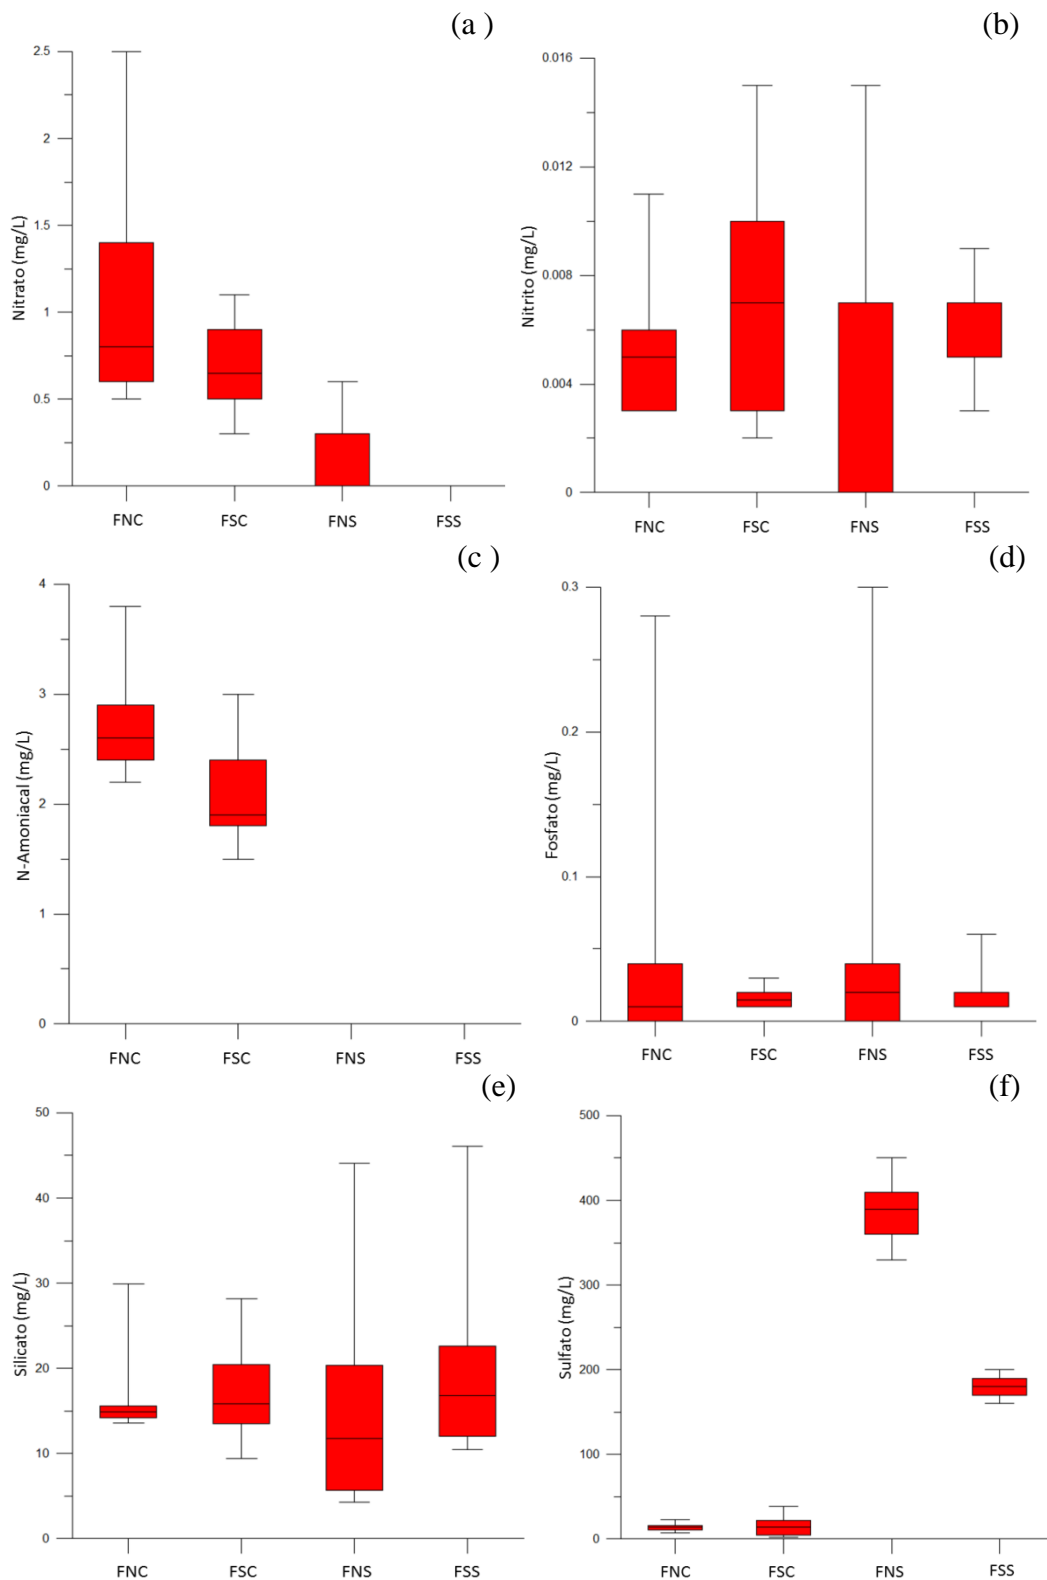 (a )
2.5
2
1.5
1
0.5
0
Nitrato (mg/L)
FNC FSC FNS FSS
(b)
0.016
0.012
0.008
0.004
0
Nitrito (mg/L)
FNC FSC FNS FSS
(c )
4
3
2
1
0
N-Amoniacal (mg/L)
FNC FSC FNS FSS
(d)
0.3
0.2
0.1
0
Fosfato (mg/L)
FNC FSC FNS FSS
(e)
50
40
30
20
10
0
Silicato (mg/L)
FNC FSC FNS FSS
(f)
500
400
300
200
100
0
Sulfato (mg/L)
FNC FSC FNS FSS